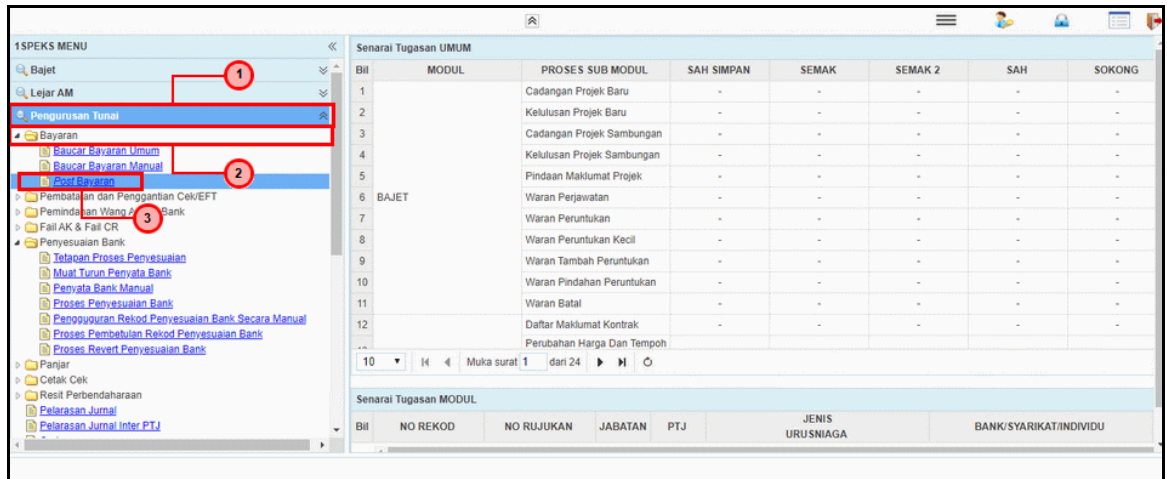 1SPEKS MENU
Bajet
Lejar AM
Pengurusan Tunai
Bayaran
Baucar Bayaran Umum
Baucar Bayaran Manual
Post Bayaran
Pembatalan dan Penggantian Cek/EFT
Pemindahan Wang A Bank
Fail AK & Fail CR
Penyesuaian Bank
Tetapan Proses Penyesuaian
Muat Turun Penyata Bank
Penyata Bank Manual
Proses Penyesuaian Bank
Pengguguran Rekod Penyesuaian Bank Secara Manual
Proses Pembetulan Rekod Penyesuaian Bank
Proses Revert Penyesuaian Bank
Panjar
Cetak Cek
Resit Perbendaharaan
Pelarasan Jurnal
Pelarasan Jurnal Inter PTJ
1
2
3
Senarai Tugasan UMUM
Bil MODUL PROSES SUB MODUL SAH SIMPAN SEMAK SEMAK 2 SAH SOKONG
1 Cadangan Projek Baru - - - - -
2 Kelulusan Projek Baru - - - - -
3 Cadangan Projek Sambungan - - - - -
4 Kelulusan Projek Sambungan - - - - -
5 Pindaan Maklumat Projek - - - - -
6 BAJET Waran Perjawatan - - - - -
7 Waran Peruntukan - - - - -
8 Waran Peruntukan Kecil - - - - -
9 Waran Tambah Peruntukan - - - - -
10 Waran Pindahan Peruntukan - - - - -
11 Waran Batal - - - - -
12 Daftar Maklumat Kontrak - - - - -
Perubahan Harga Dan Tempoh
10 Muka surat 1 dari 24
Senarai Tugasan MODUL
Bil NO REKOD NO RUJUKAN JABATAN PTJ JENIS URUSNIAGA BANK/SYARIKAT/INDIVIDU